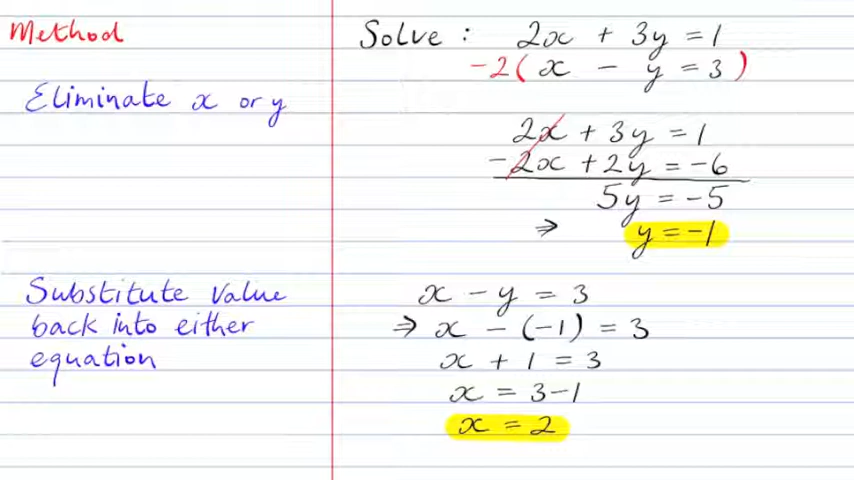 Method
Solve : 2x + 3y = 1
-2( x - y = 3 )
Eliminate x or y
2x + 3y = 1
-2x + 2y = -6
5y = -5
⇒ y = -1
Substitute value
back into either
equation
x - y = 3
⇒ x - (-1) = 3
x + 1 = 3
x = 3-1
x = 2